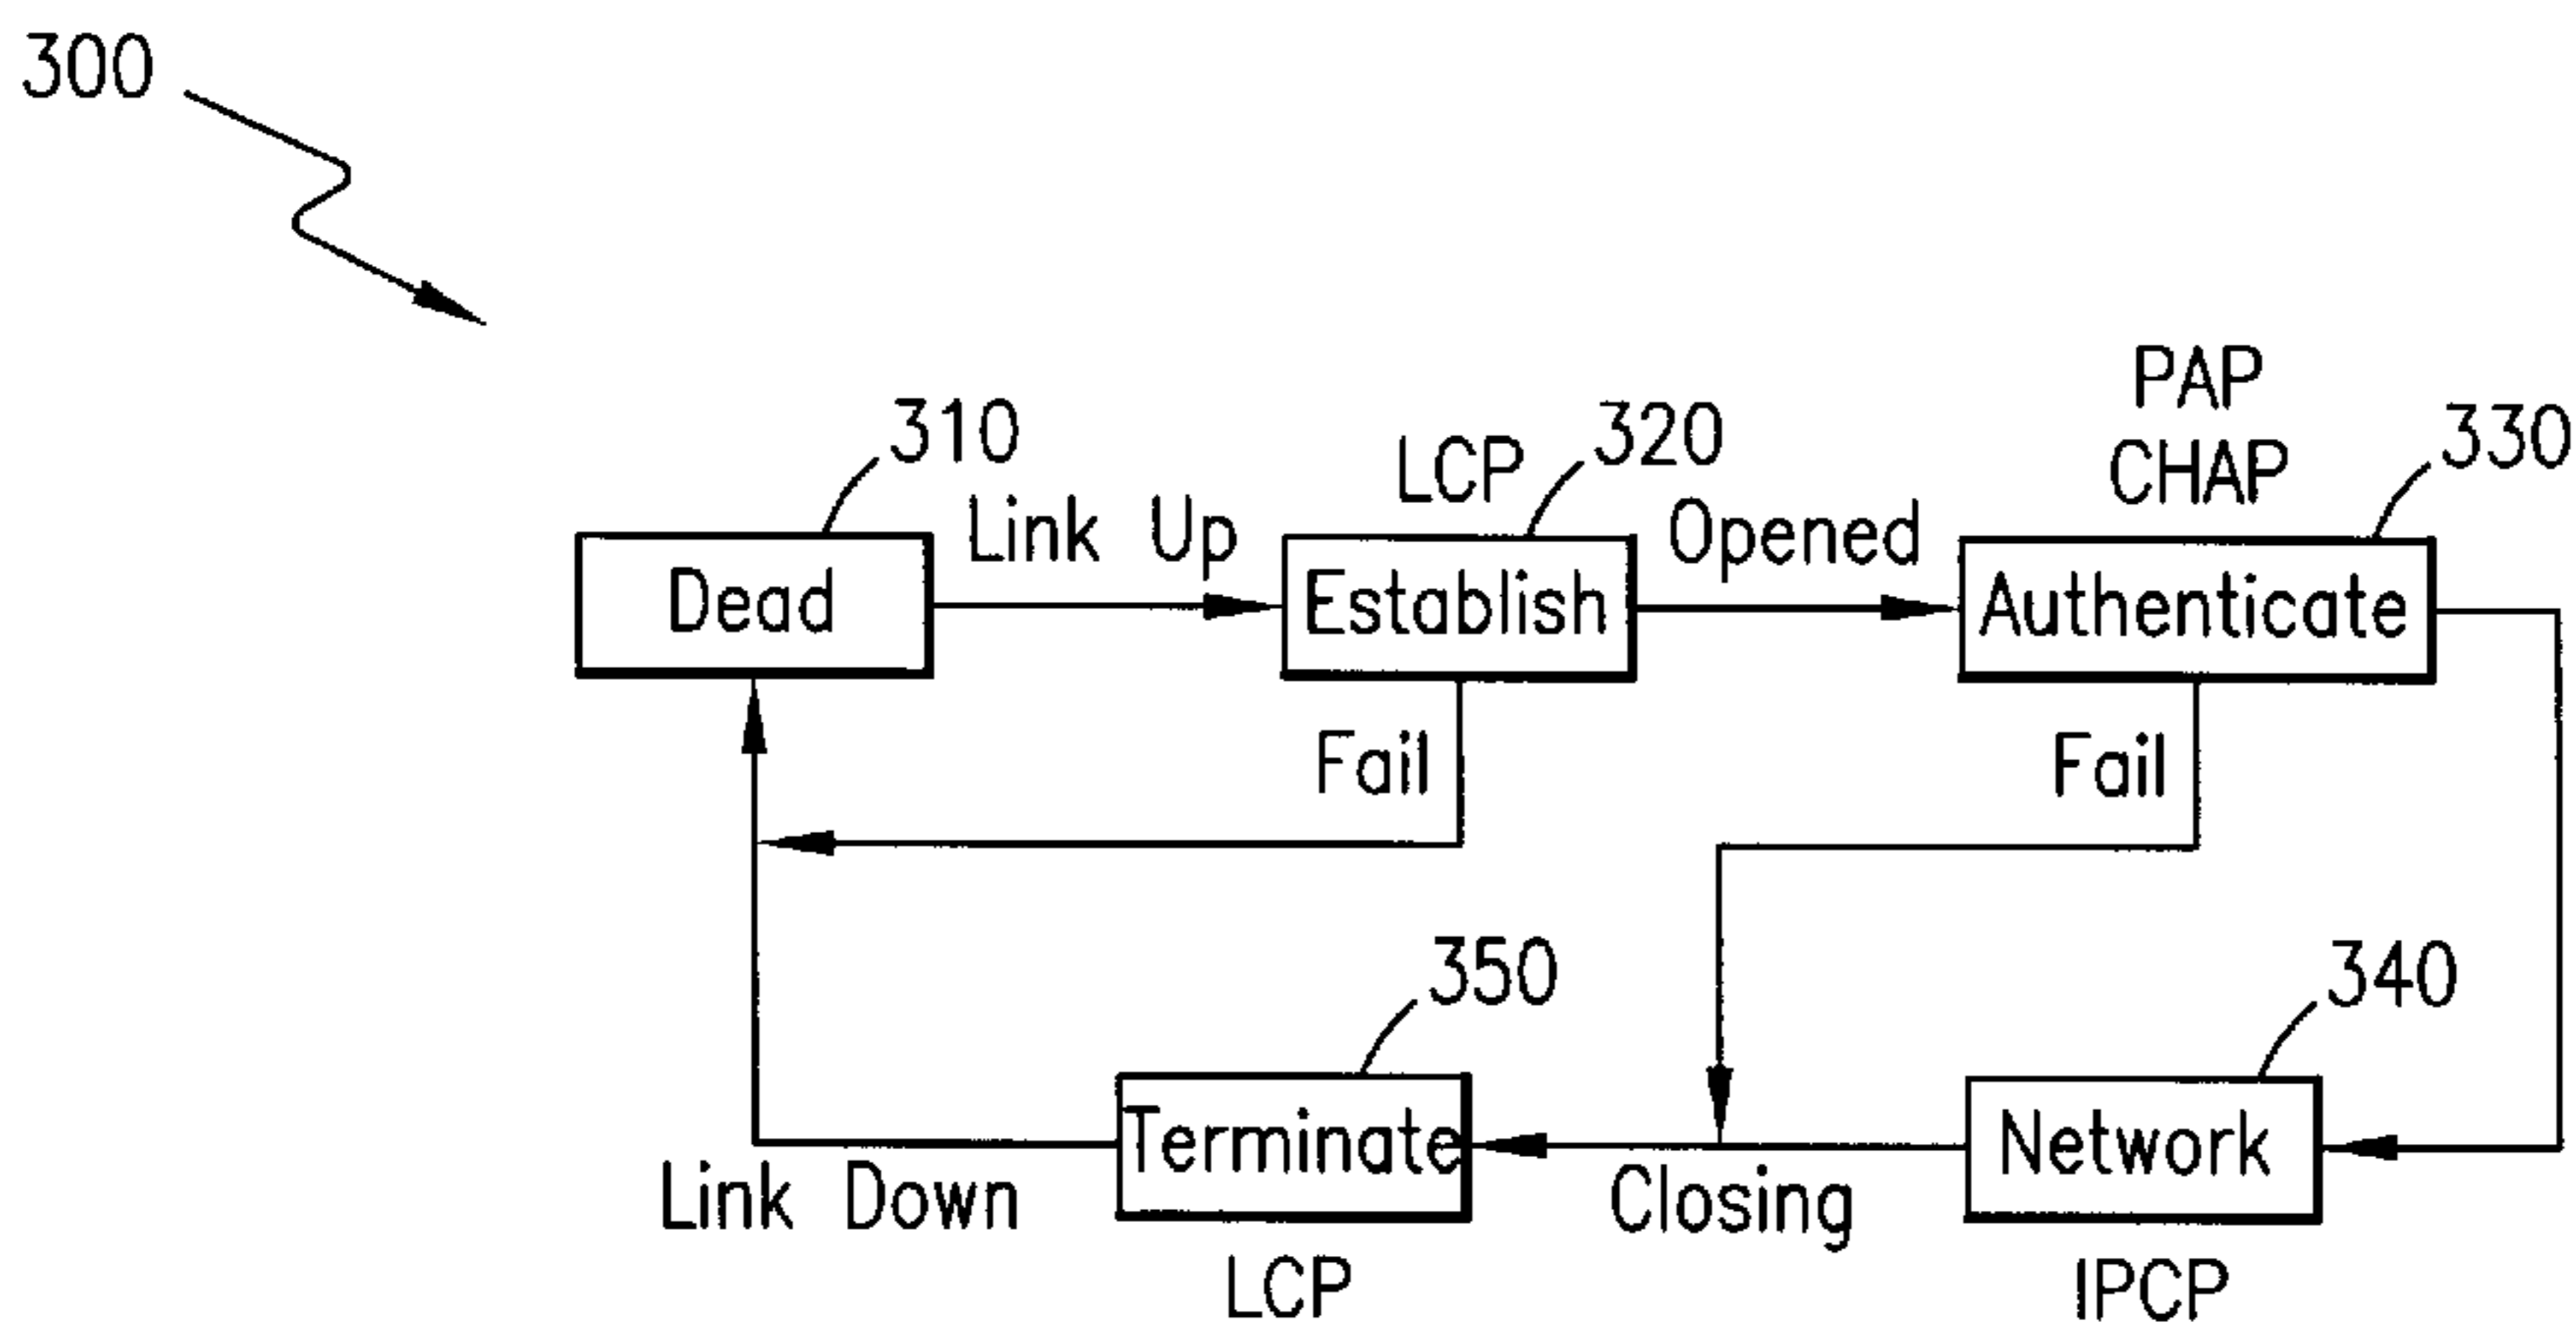 300
PAP
310
LCP
320
CHAP
330
Link Up
Opened
Dead
Establish
Authenticate
Fail
Fail
350
340
Terminate
Network
Link Down
Closing
LCP
IPCP